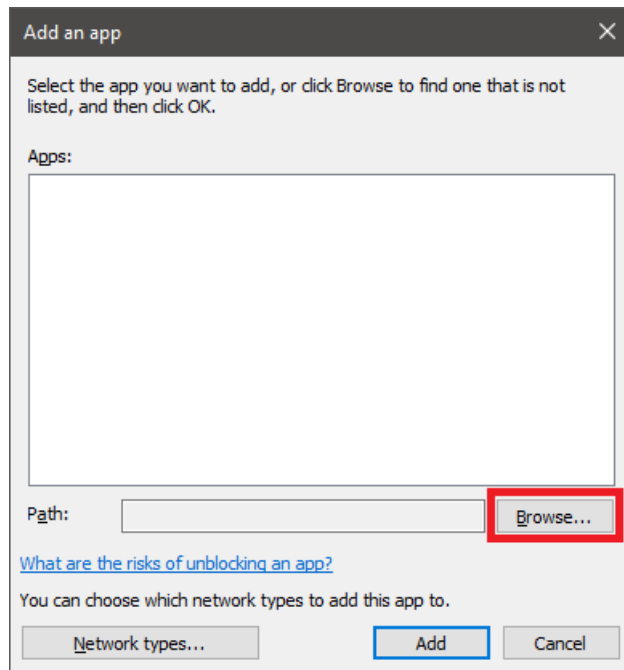 Add an app
Select the app you want to add, or click Browse to find one that is not
listed, and then click OK.
Apps:
Path:
Browse...
What are the risks of unblocking an app?
You can choose which network types to add this app to.
Network types...
Add
Cancel